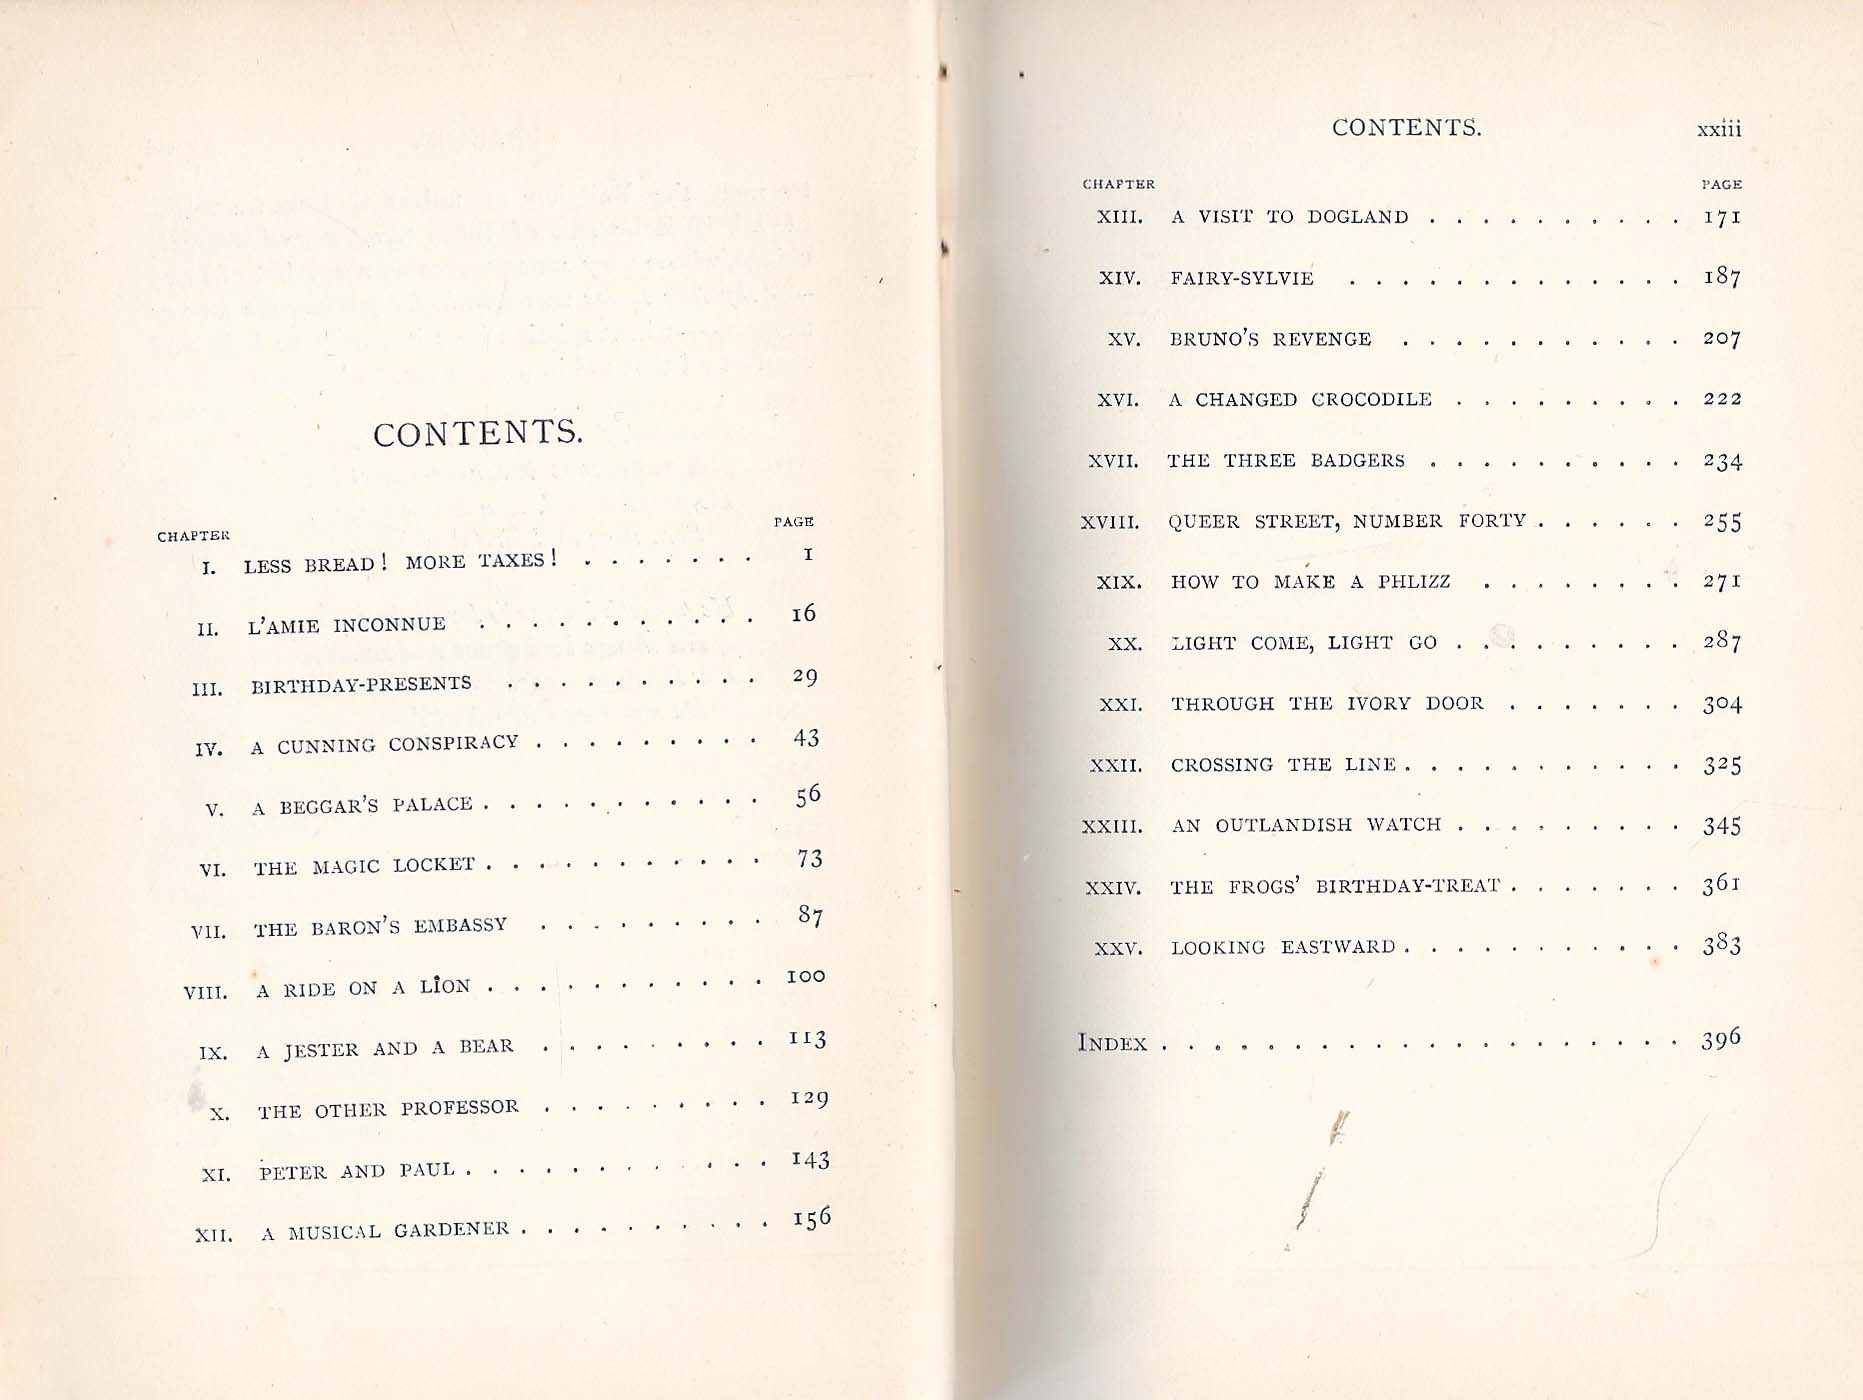 CONTENTS.
CHAPTER PAGE
I. LESS BREAD! MORE TAXES! . . . . . . . 1
II. L'AMIE INCONNUE . . . . . . . . . . . 16
III. BIRTHDAY-PRESENTS . . . . . . . . . . 29
IV. A CUNNING CONSPIRACY . . . . . . . . . 43
V. A BEGGAR'S PALACE . . . . . . . . . . . 56
VI. THE MAGIC LOCKET . . . . . . . . . . . 73
VII. THE BARON'S EMBASSY . . . . . . . . . 87
VIII. A RIDE ON A LION . . . . . . . . . . . 100
IX. A JESTER AND A BEAR . . . . . . . . . 113
X. THE OTHER PROFESSOR . . . . . . . . . 129
XI. PETER AND PAUL . . . . . . . . . . . . 143
XII. A MUSICAL GARDENER . . . . . . . . . . 156
CONTENTS. xxiii
CHAPTER PAGE
XIII. A VISIT TO DOGLAND . . . . . . . . . . 171
XIV. FAIRY-SYLVIE . . . . . . . . . . . . . 187
XV. BRUNO'S REVENGE . . . . . . . . . . . 207
XVI. A CHANGED CROCODILE . . . . . . . . . 222
XVII. THE THREE BADGERS . . . . . . . . . . 234
XVIII. QUEER STREET, NUMBER FORTY . . . . . . 255
XIX. HOW TO MAKE A PHLIZZ . . . . . . . . 271
XX. LIGHT COME, LIGHT GO . . . . . . . . . 287
XXI. THROUGH THE IVORY DOOR . . . . . . . 304
XXII. CROSSING THE LINE . . . . . . . . . . . 325
XXIII. AN OUTLANDISH WATCH . . . . . . . . . 345
XXIV. THE FROGS' BIRTHDAY-TREAT . . . . . . . 361
XXV. LOOKING EASTWARD . . . . . . . . . . . 383
INDEX . . . . . . . . . . . . . . . . . . . . 396